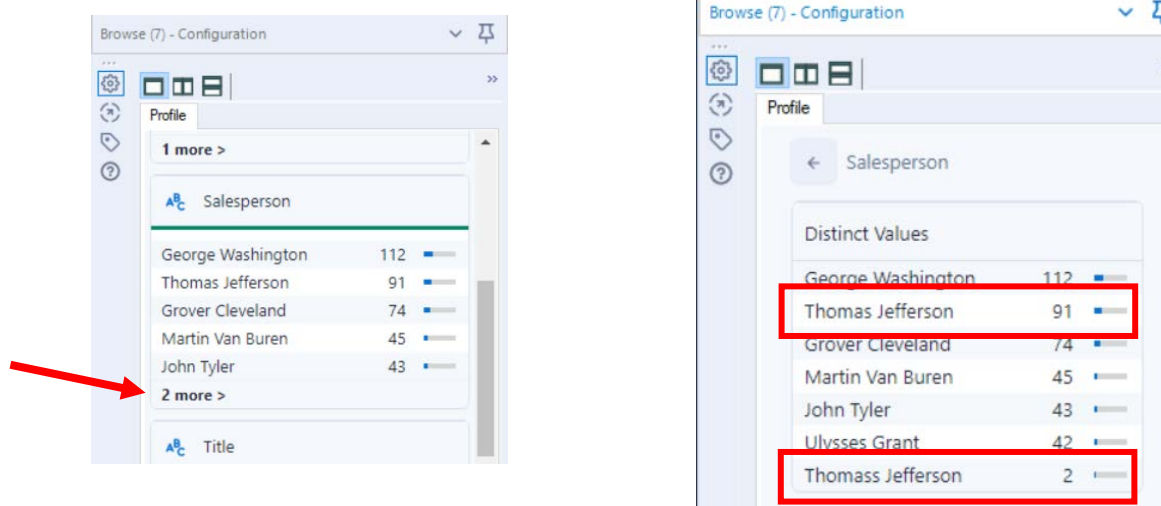 Browse (7) - Configuration
Profile
1 more >
ABC Salesperson
George Washington 112
Thomas Jefferson 91
Grover Cleveland 74
Martin Van Buren 45
John Tyler 43
2 more >
ABC Title
Browse (7) - Configuration
Profile
Salesperson
Distinct Values
George Washington 112
Thomas Jefferson 91
Grover Cleveland 74
Martin Van Buren 45
John Tyler 43
Ulysses Grant 42
Thomass Jefferson 2